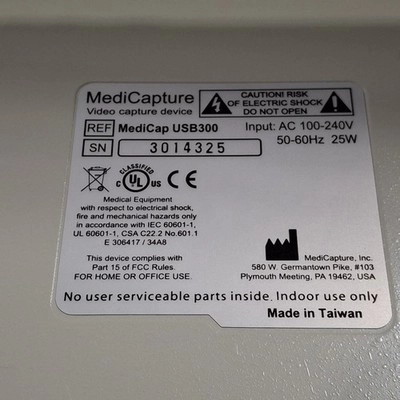 MediCapture
Video capture device
CAUTION! RISK
OF ELECTRIC SHOCK
DO NOT OPEN
REF MediCap USB300
Input: AC 100-240V
50-60Hz 25W
SN 3014325
c UL US
CLASSIFIED
CE
Medical Equipment
with respect to electrical shock,
fire and mechanical hazards only
in accordance with IEC 60601-1,
UL 60601-1, CSA C22.2 No.601.1
E 306417 / 34A8
This device complies with
Part 15 of FCC Rules.
FOR HOME OR OFFICE USE.
MediCapture, Inc.
580 W. Germantown Pike, #103
Plymouth Meeting, PA 19462, USA
No user serviceable parts inside. Indoor use only
Made in Taiwan